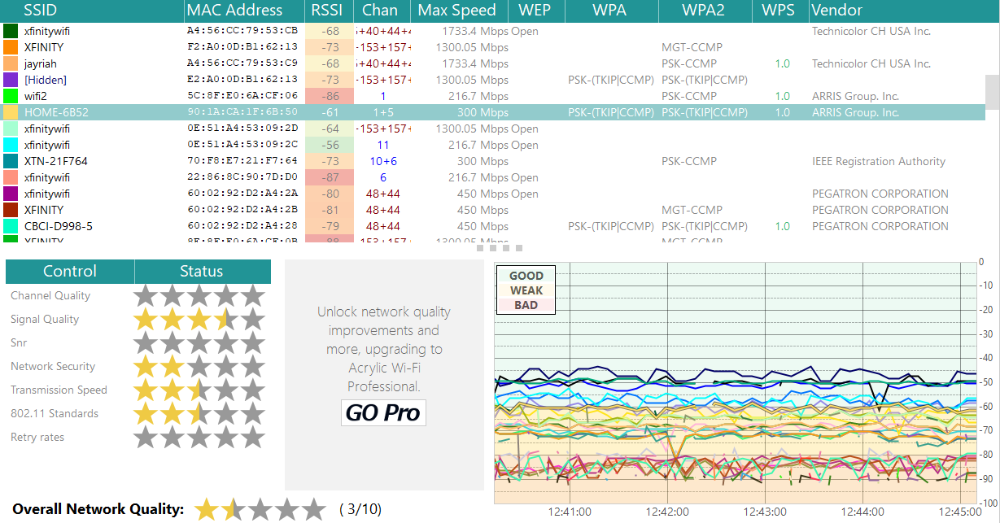 SSID MAC Address RSSI Chan Max Speed WEP WPA WPA2 WPS Vendor
xfinitywifi A4:56:CC:79:53:CB -68 +40+44+4 1733.4 Mbps Open Technicolor CH USA Inc.
XFINITY F2:A0:0D:B1:62:13 -73 -153+157+ 1300.05 Mbps MGT-CCMP
jayriah A4:56:CC:79:53:C9 -68 +40+44+4 1733.4 Mbps PSK-CCMP 1.0 Technicolor CH USA Inc.
[Hidden] E2:A0:0D:B1:62:13 -73 -153+157+ 1300.05 Mbps PSK-(TKIP|CCMP) PSK-(TKIP|CCMP)
wifi2 5C:8F:E0:6A:CF:06 -86 1 216.7 Mbps PSK-CCMP 1.0 ARRIS Group. Inc.
HOME-6B52 90:1A:CA:1F:6B:50 -61 1+5 300 Mbps PSK-(TKIP|CCMP) PSK-(TKIP|CCMP) 1.0 ARRIS Group. Inc.
xfinitywifi 0E:51:A4:53:09:2D -64 -153+157+ 1300.05 Mbps Open
xfinitywifi 0E:51:A4:53:09:2C -56 11 216.7 Mbps Open
XTN-21F764 70:F8:E7:21:F7:64 -73 10+6 300 Mbps PSK-CCMP IEEE Registration Authority
xfinitywifi 22:86:8C:90:7D:D0 -87 6 216.7 Mbps Open
xfinitywifi 60:02:92:D2:A4:2A -80 48+44 450 Mbps Open PEGATRON CORPORATION
XFINITY 60:02:92:D2:A4:2B -81 48+44 450 Mbps MGT-CCMP PEGATRON CORPORATION
CBCI-D998-5 60:02:92:D2:A4:28 -79 48+44 450 Mbps PSK-(TKIP|CCMP) PSK-(TKIP|CCMP) 1.0 PEGATRON CORPORATION
XFINITY -88 153+157+ 1300.05 Mbps MGT-CCMP
Control Status
Channel Quality
Signal Quality
Snr
Network Security
Transmission Speed
802.11 Standards
Retry rates
Overall Network Quality: ( 3/10)
Unlock network quality
improvements and
more, upgrading to
Acrylic Wi-Fi
Professional.
GO Pro
GOOD
WEAK
BAD
0
-10
-20
-30
-40
-50
-60
-70
-80
-90
-100
12:41:00 12:42:00 12:43:00 12:44:00 12:45:00